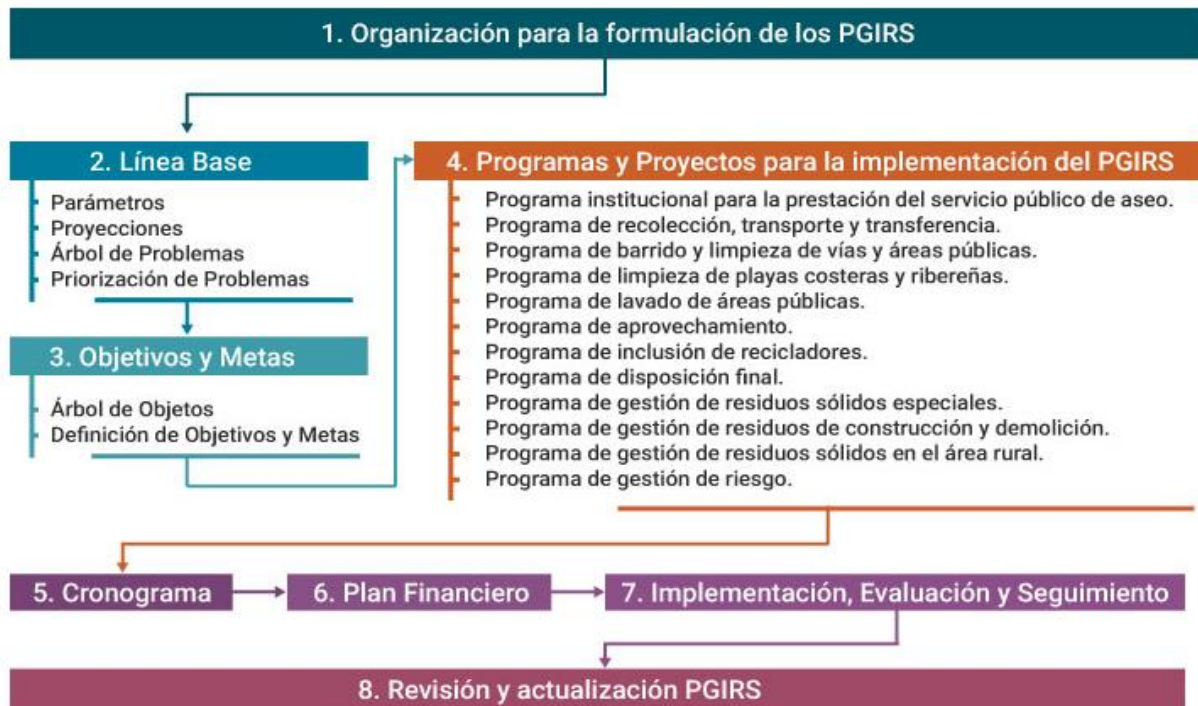 1. Organización para la formulación de los PGIRS
2. Línea Base
Parámetros
Proyecciones
Árbol de Problemas
Priorización de Problemas
3. Objetivos y Metas
Árbol de Objetos
Definición de Objetivos y Metas
4. Programas y Proyectos para la implementación del PGIRS
Programa institucional para la prestación del servicio público de aseo.
Programa de recolección, transporte y transferencia.
Programa de barrido y limpieza de vías y áreas públicas.
Programa de limpieza de playas costeras y ribereñas.
Programa de lavado de áreas públicas.
Programa de aprovechamiento.
Programa de inclusión de recicladores.
Programa de disposición final.
Programa de gestión de residuos sólidos especiales.
Programa de gestión de residuos de construcción y demolición.
Programa de gestión de residuos sólidos en el área rural.
Programa de gestión de riesgo.
5. Cronograma
6. Plan Financiero
7. Implementación, Evaluación y Seguimiento
8. Revisión y actualización PGIRS